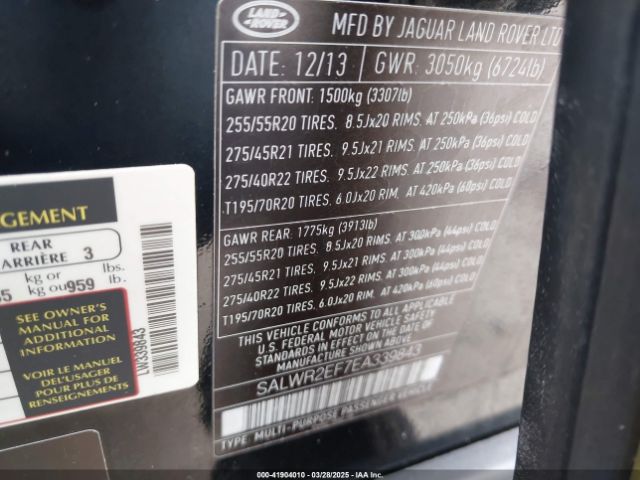 LAND ROVER
MFD BY JAGUAR LAND ROVER LTD
DATE: 12/13 GWR: 3050kg (6724lb)
GAWR FRONT: 1500kg (3307lb)
255/55R20 TIRES. 8.5Jx20 RIMS. AT 250kPa (36psi) COLD
275/45R21 TIRES. 9.5Jx21 RIMS. AT 250kPa (36psi) COLD
275/40R22 TIRES. 9.5Jx22 RIMS. AT 250kPa (36psi) COLD
T195/70R20 TIRES. 6.0Jx20 RIM. AT 420kPa (60psi) COLD
GAWR REAR: 1775kg (3913lb)
255/55R20 TIRES. 8.5Jx20 RIMS. AT 300kPa (44psi) COLD
275/45R21 TIRES. 9.5Jx21 RIMS. AT 300kPa (44psi) COLD
275/40R22 TIRES. 9.5Jx22 RIMS. AT 300kPa (44psi) COLD
T195/70R20 TIRES. 6.0Jx20 RIM. AT 420kPa (60psi) COLD
THIS VEHICLE CONFORMS TO ALL APPLICABLE
U.S. FEDERAL MOTOR VEHICLE SAFETY
STANDARDS IN EFFECT ON THE DATE OF
MANUFACTURE SHOWN ABOVE
SALWR2EF7EA339843
TYPE: MULTI-PURPOSE PASSENGER VEHICLE
GEMENT
REAR
ARRIÈRE 3
kg or lbs.
kg ou 959 lb.
SEE OWNER'S
MANUAL FOR
ADDITIONAL
INFORMATION
VOIR LE MANUEL
DE L'USAGER
POUR PLUS DE
RENSEIGNEMENTS
LW339843
000-41904010 | 03/28/2025 | IAA Holdings, LLC